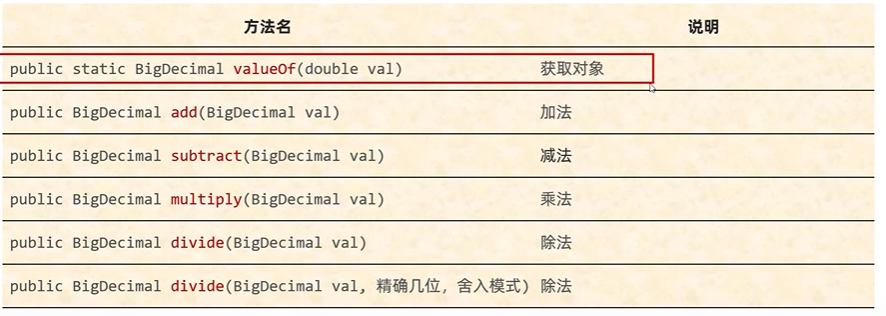 方法名 说明
public static BigDecimal valueOf(double val) 获取对象
public BigDecimal add(BigDecimal val) 加法
public BigDecimal subtract(BigDecimal val) 减法
public BigDecimal multiply(BigDecimal val) 乘法
public BigDecimal divide(BigDecimal val) 除法
public BigDecimal divide(BigDecimal val, 精确几位，舍入模式) 除法